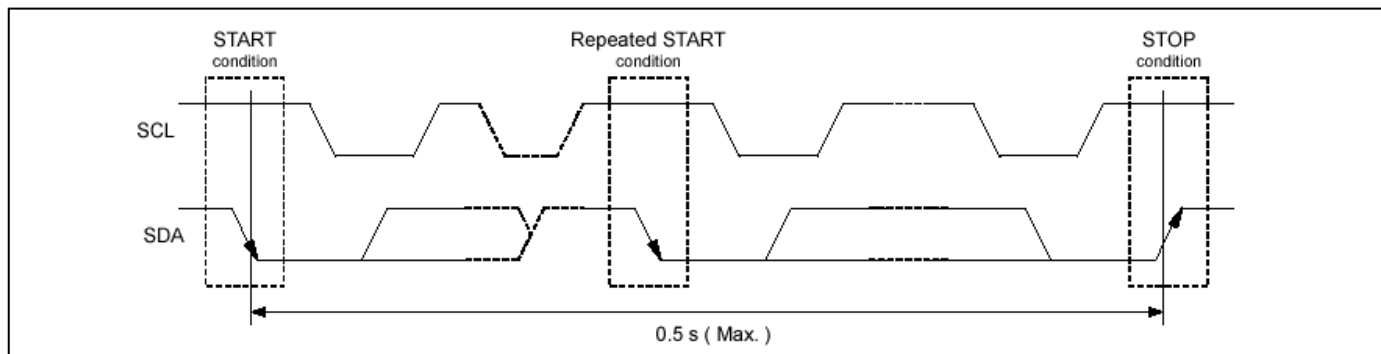 START
condition
Repeated START
condition
STOP
condition
SCL
SDA
0.5 s ( Max. )